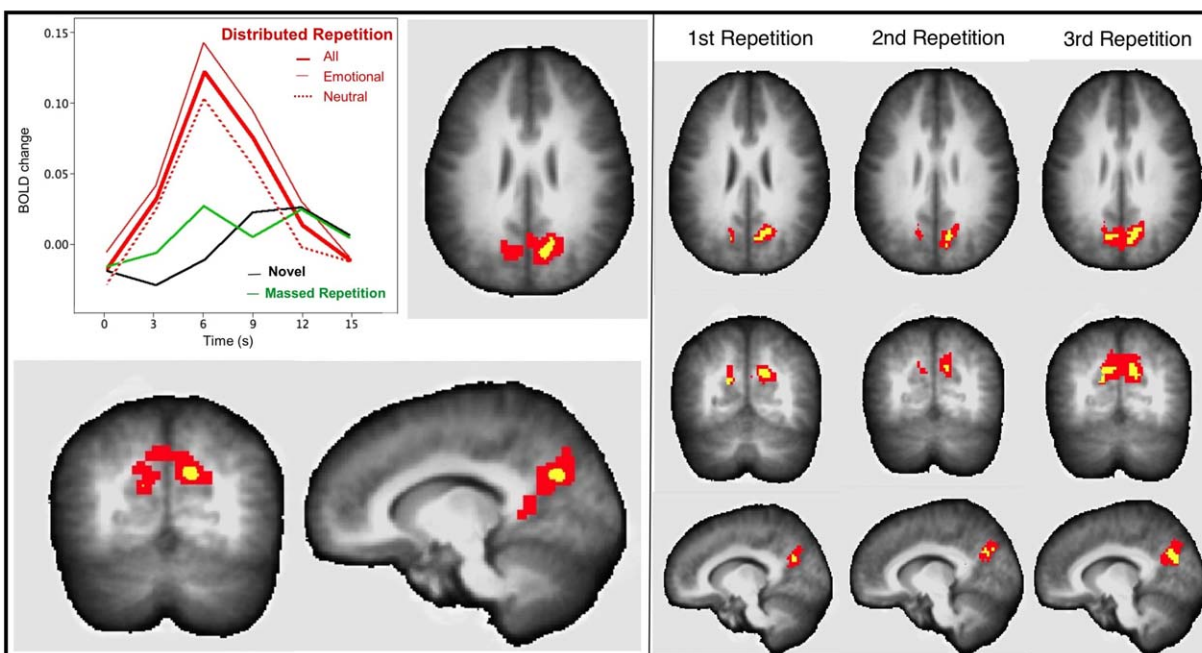 0.15
0.10
0.05
0.00
BOLD change
Distributed Repetition
All
Emotional
Neutral
Novel
Massed Repetition
0 3 6 9 12 15
Time (s)
1st Repetition 2nd Repetition 3rd Repetition